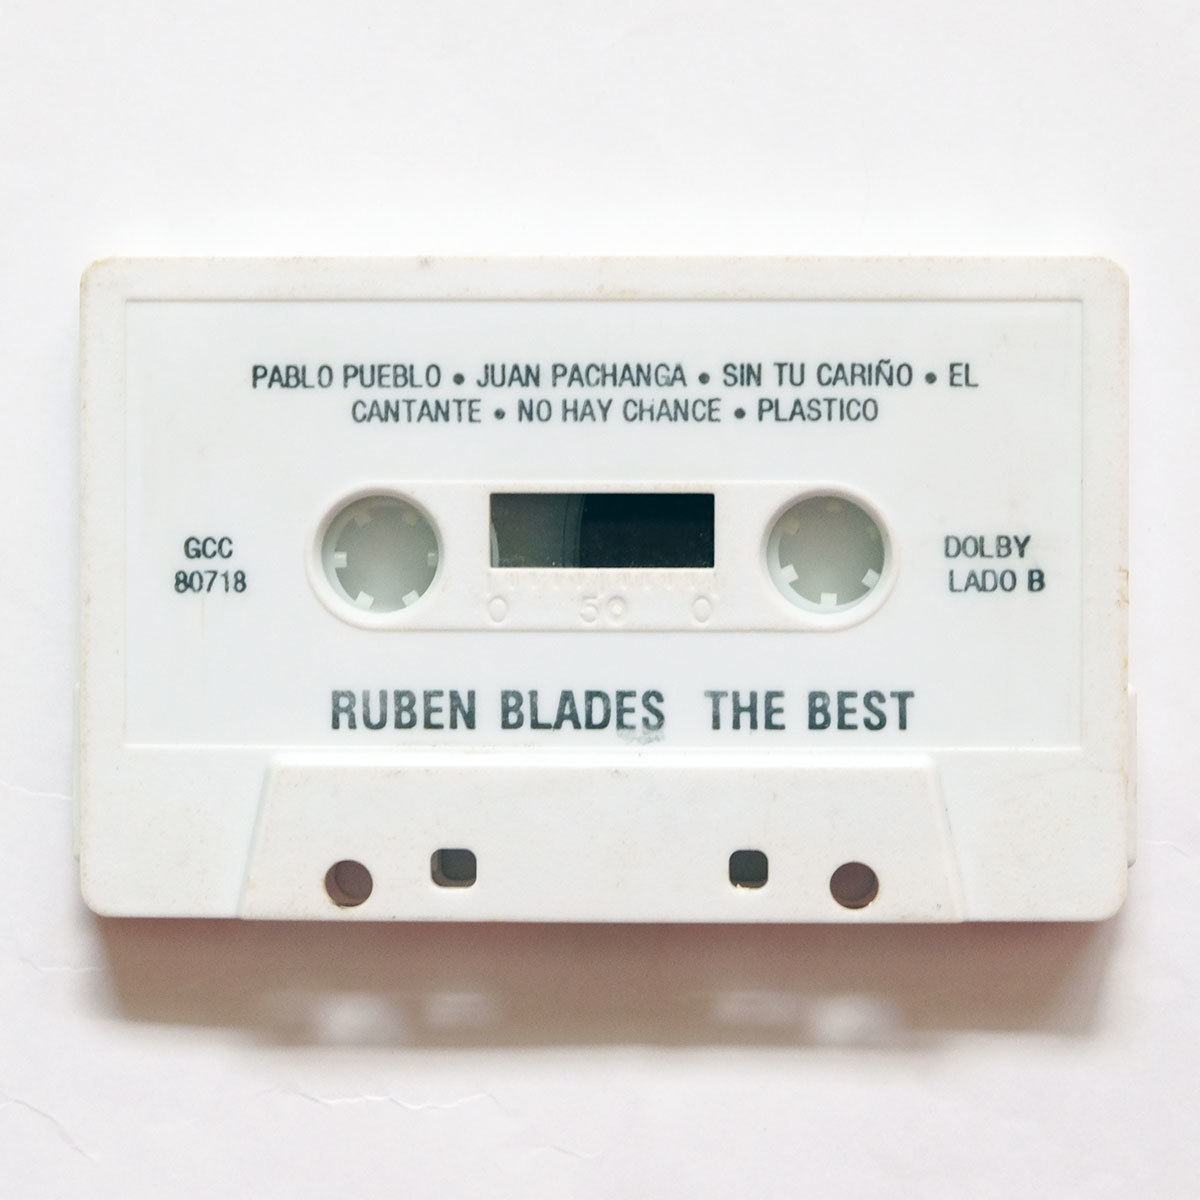 PABLO PUEBLO • JUAN PACHANGA • SIN TU CARIÑO • EL
CANTANTE • NO HAY CHANCE • PLASTICO
GCC
80718
DOLBY
LADO B
0 50 0
RUBEN BLADES THE BEST